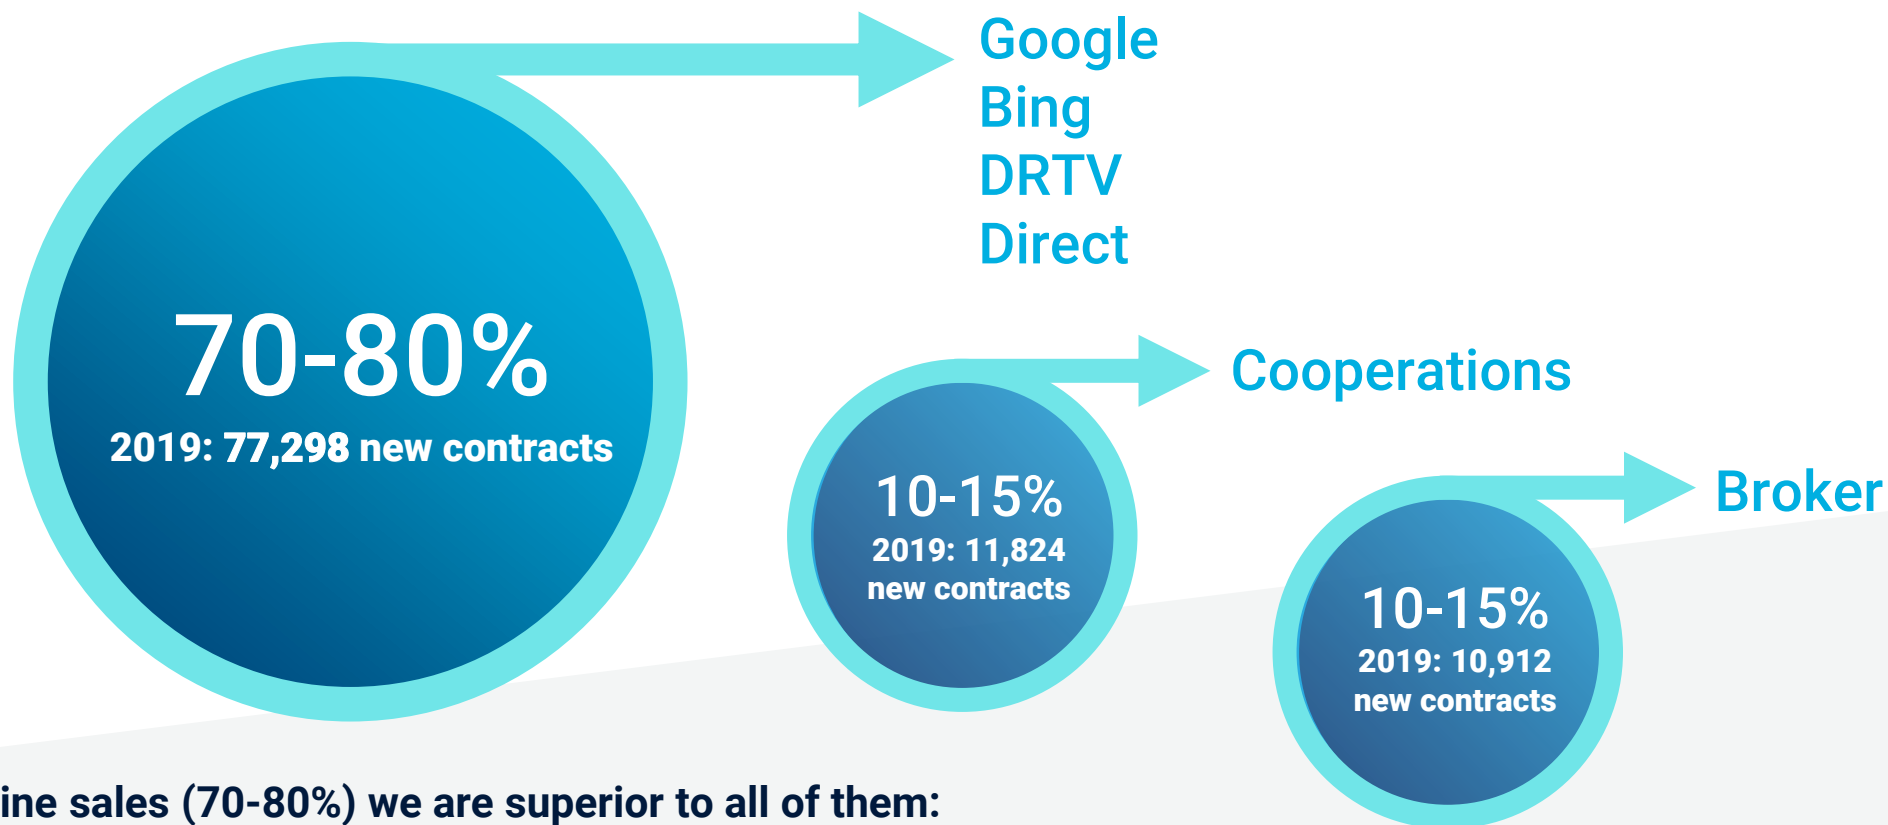 Google
Bing
DRTV
Direct
70-80%
2019: 77,298 new contracts
Cooperations
10-15%
2019: 11,824
new contracts
Broker
10-15%
2019: 10,912
new contracts
sales (70-80%) we are superior to all of them: